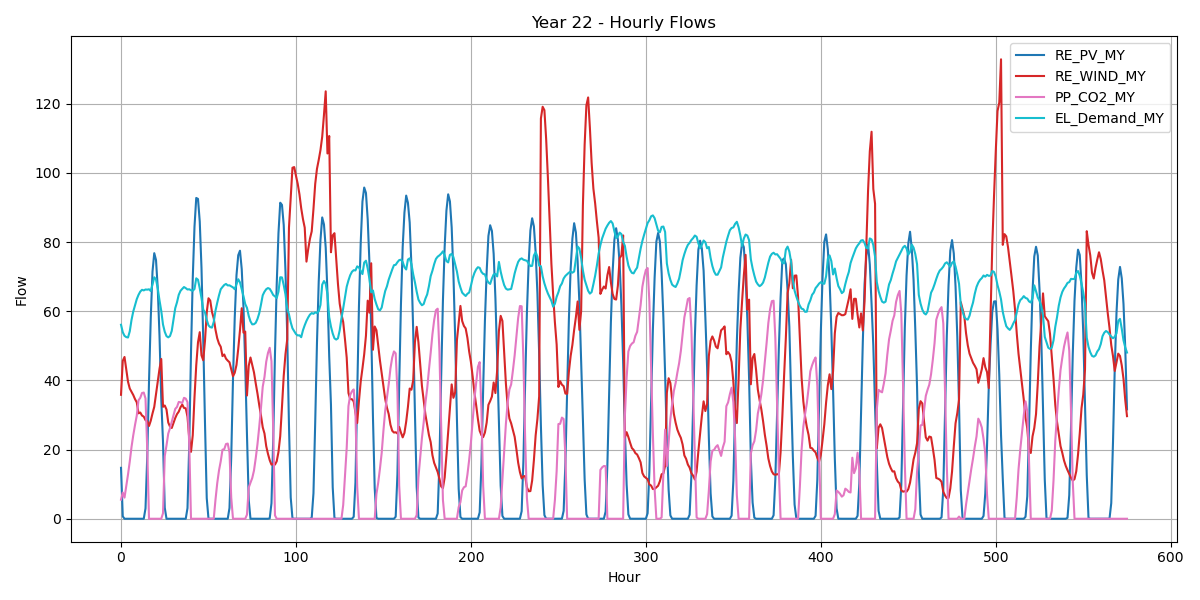 Year 22 - Hourly Flows
RE_PV_MY
RE_WIND_MY
PP_CO2_MY
EL_Demand_MY
Flow
120
100
80
60
40
20
0
0 100 200 300 400 500 600
Hour